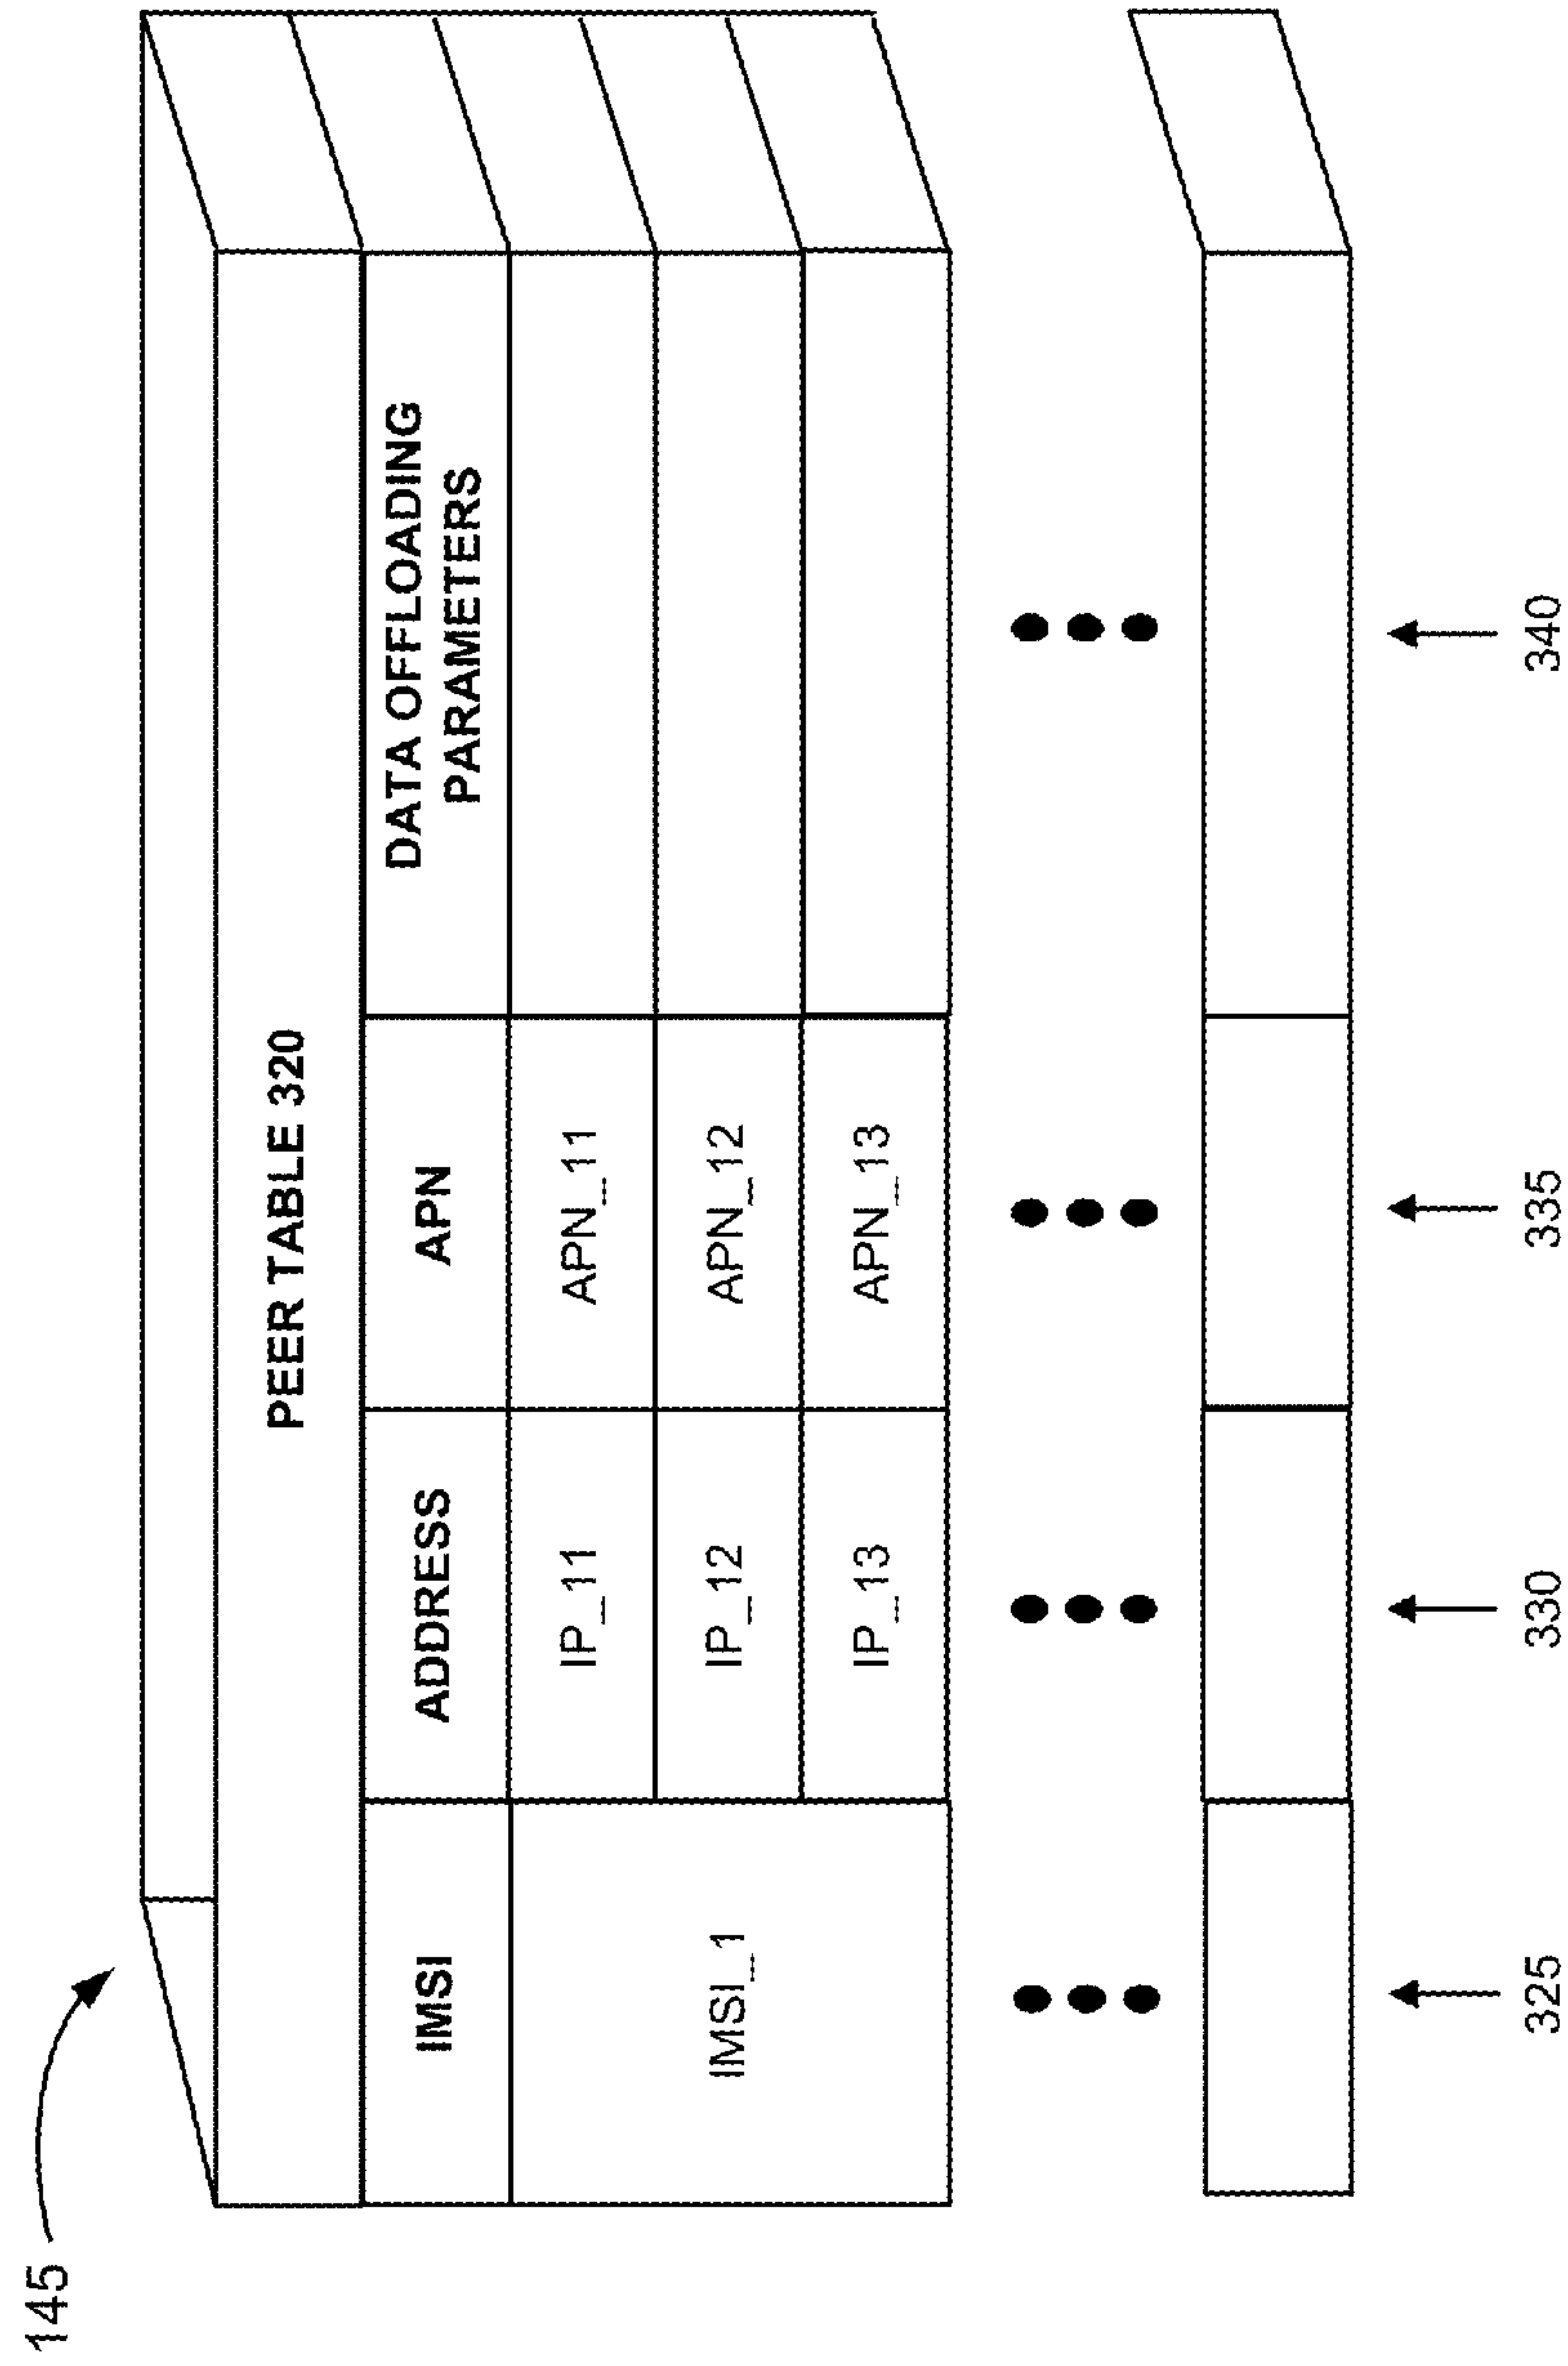 145
PEER TABLE 320
IMSI
ADDRESS
APN
DATA OFFLOADING
PARAMETERS
IMSI_1
IP_11
APN_11
IP_12
APN_12
IP_13
APN_13
325
330
335
340